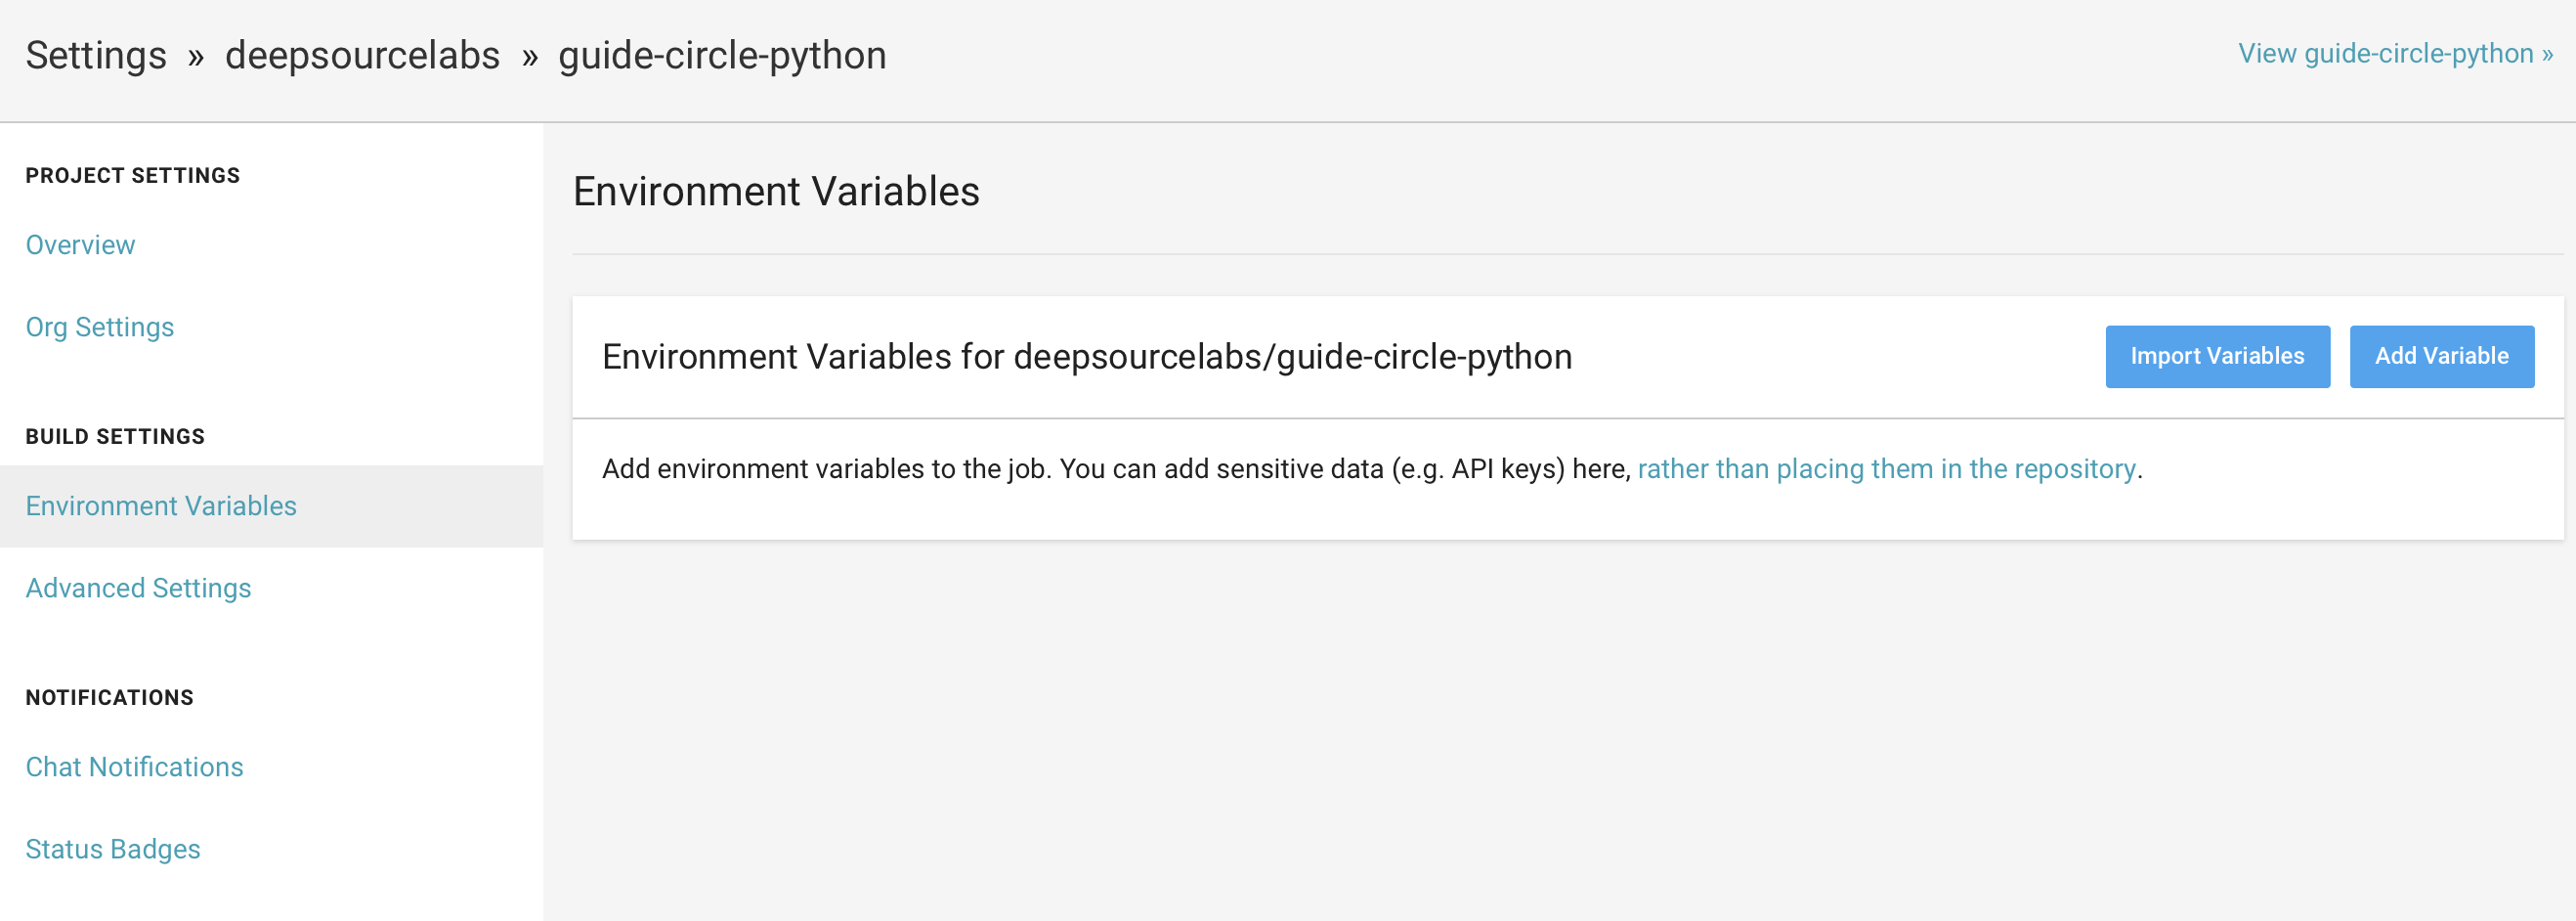 Settings » deepsourcelabs » guide-circle-python
View guide-circle-python »
PROJECT SETTINGS
Overview
Org Settings
BUILD SETTINGS
Environment Variables
Advanced Settings
NOTIFICATIONS
Chat Notifications
Status Badges
Environment Variables
Environment Variables for deepsourcelabs/guide-circle-python
Import Variables
Add Variable
Add environment variables to the job. You can add sensitive data (e.g. API keys) here, rather than placing them in the repository.